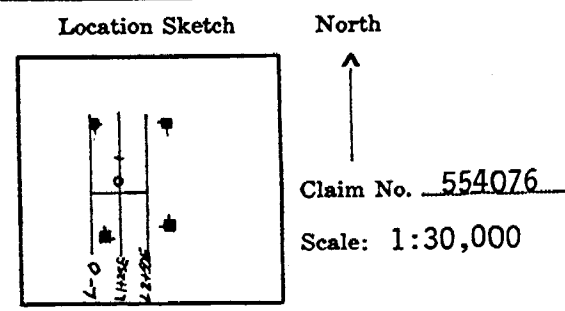 Location Sketch
North
Claim No. 554076
Scale: 1:30,000
L-0